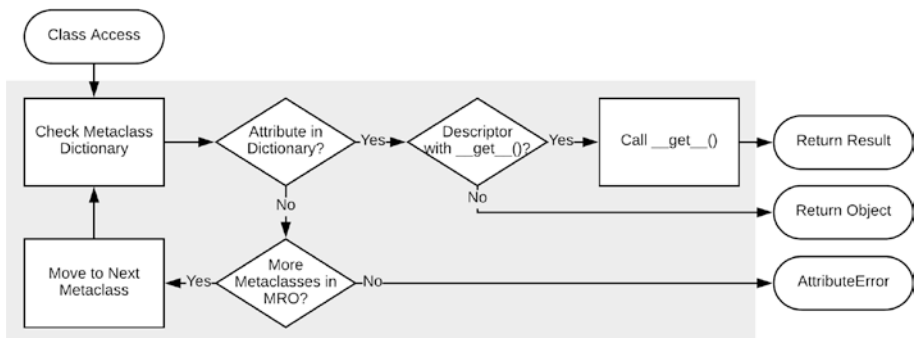 Class Access
Check Metaclass
Dictionary
Attribute in
Dictionary?
Yes
Descriptor
with __get__()?
Yes
Call __get__()
Return Result
No
No
Return Object
Move to Next
Metaclass
Yes
More
Metaclasses in
MRO?
No
AttributeError